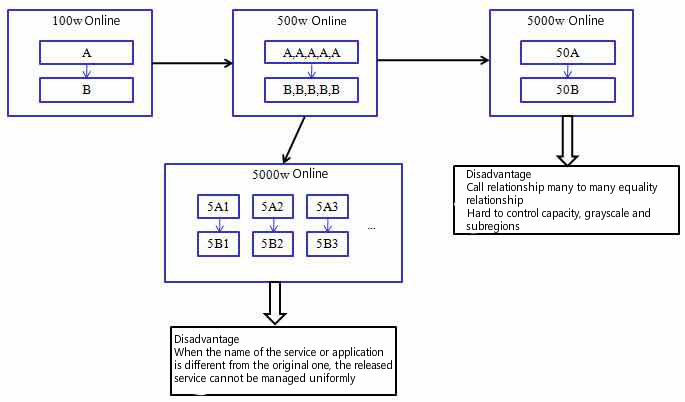 100w Online
A
B
500w Online
A,A,A,A,A
B,B,B,B,B
5000w Online
50A
50B
Disadvantage
Call relationship many to many equality
relationship
Hard to control capacity, grayscale and
subregions
5000w Online
5A1
5A2
5A3
5B1
5B2
5B3
...
Disadvantage
When the name of the service or application
is different from the original one, the released
service cannot be managed uniformly